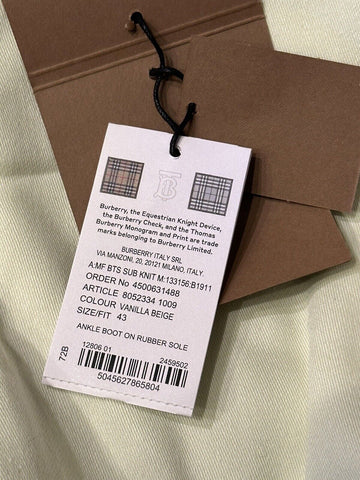 Burberry, the Equestrian Knight Device,
the Burberry Check, and the Thomas
Burberry Monogram and Print are trade
marks belonging to Burberry Limited.
BURBERRY ITALY SRL
VIA MANZONI, 20, 20121 MILANO, ITALY.
A:MF BTS SUB KNIT M:133156:B1911
ORDER No 4500631488
ARTICLE 8052334 1009
COLOUR VANILLA BEIGE
SIZE/FIT 43
ANKLE BOOT ON RUBBER SOLE
72B
12806 01 2459502
5045627865804